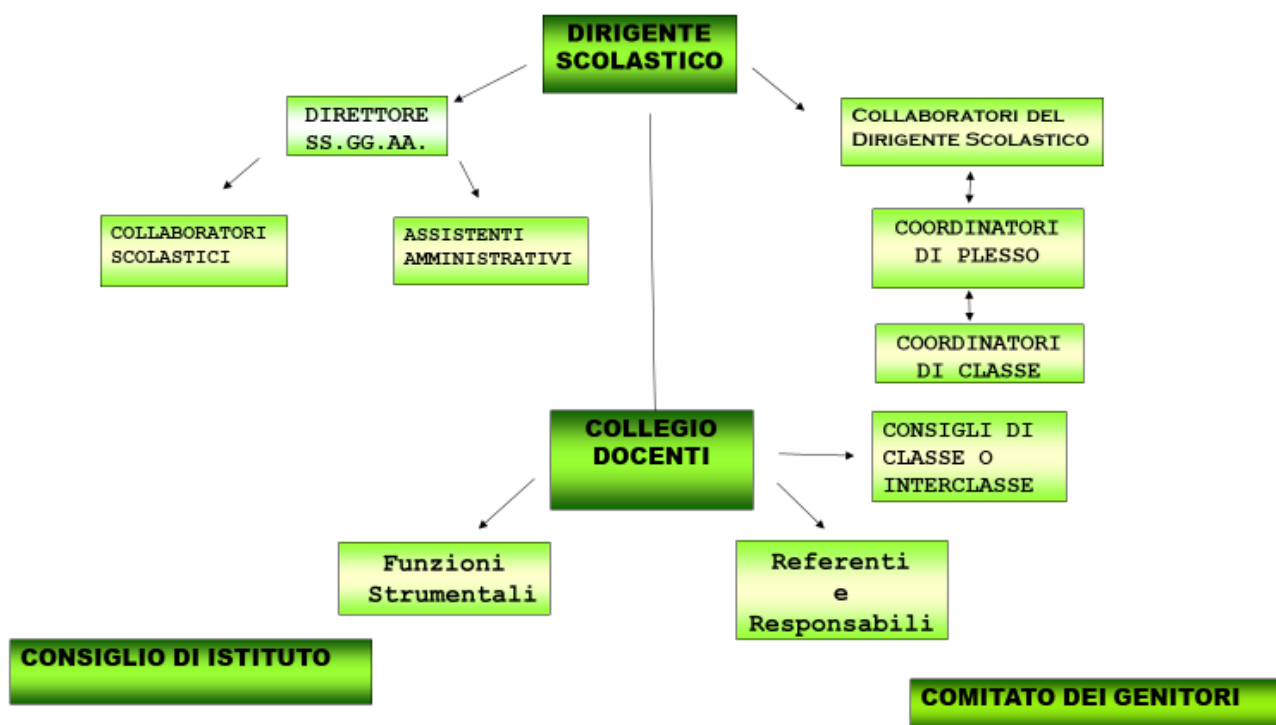 DIRIGENTE
SCOLASTICO
DIRETTORE
SS.GG.AA.
COLLABORATORI DEL
DIRIGENTE SCOLASTICO
COLLABORATORI
SCOLASTICI
ASSISTENTI
AMMINISTRATIVI
COORDINATORI
DI PLESSO
COORDINATORI
DI CLASSE
COLLEGIO
DOCENTI
CONSIGLI DI
CLASSE O
INTERCLASSE
Funzioni
Strumentali
Referenti
e
Responsabili
CONSIGLIO DI ISTITUTO
COMITATO DEI GENITORI